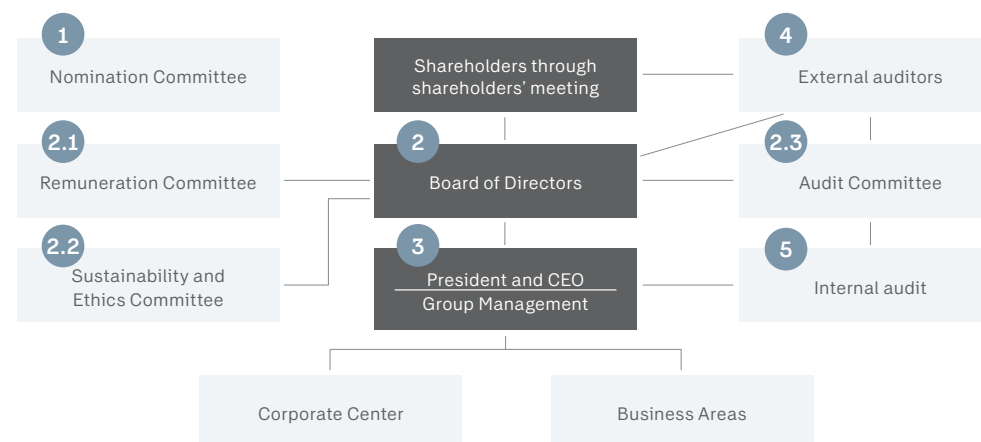 1
Nomination Committee
Shareholders through
shareholders' meeting
4
External auditors
2.1
Remuneration Committee
2
Board of Directors
2.3
Audit Committee
2.2
Sustainability and
Ethics Committee
3
President and CEO
Group Management
5
Internal audit
Corporate Center
Business Areas